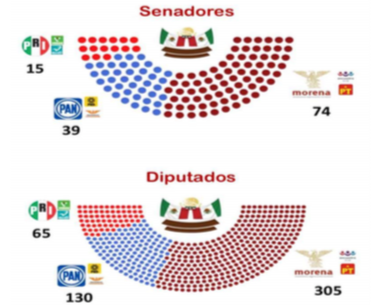 Senadores
PRI
15
PAN
39
morena
PT
74
Diputados
PRI
65
PAN
130
morena
PT
305